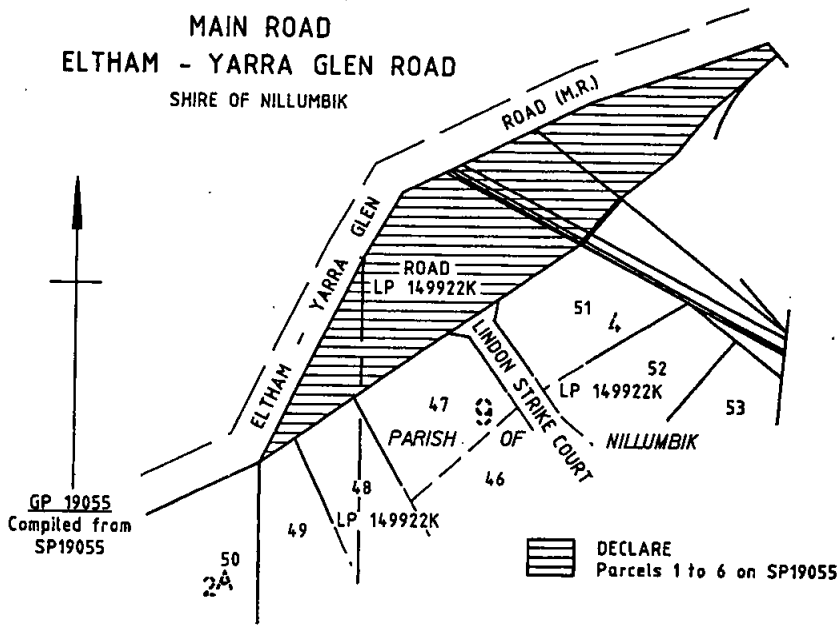 MAIN ROAD
ELTHAM - YARRA GLEN ROAD
SHIRE OF NILLUMBIK
ROAD (M.R.)
ELTHAM - YARRA GLEN
ROAD
LP 149922K
51
4
LINDON STRIKE COURT
52
LP 149922K
53
47
9
PARISH OF NILLUMBIK
46
48
LP 149922K
49
50
2A
GP 19055
Compiled from
SP19055
DECLARE
Parcels 1 to 6 on SP19055